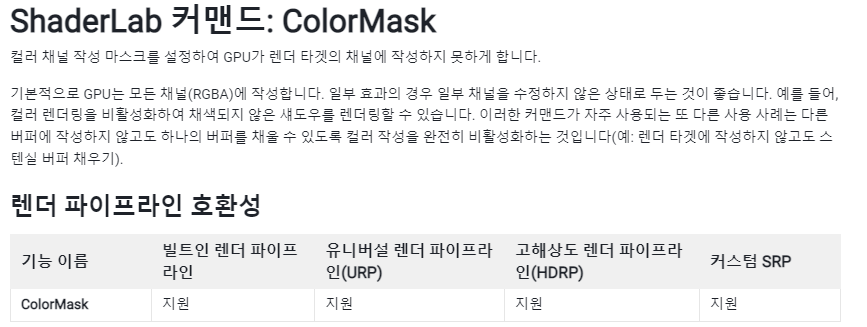 ShaderLab 커맨드: ColorMask
컬러 채널 작성 마스크를 설정하여 GPU가 렌더 타겟의 채널에 작성하지 못하게 합니다.
기본적으로 GPU는 모든 채널(RGBA)에 작성합니다. 일부 효과의 경우 일부 채널을 수정하지 않은 상태로 두는 것이 좋습니다. 예를 들어,
컬러 렌더링을 비활성화하여 채색되지 않은 섀도우를 렌더링할 수 있습니다. 이러한 커맨드가 자주 사용되는 또 다른 사용 사례는 다른
버퍼에 작성하지 않고도 하나의 버퍼를 채울 수 있도록 컬러 작성을 완전히 비활성화하는 것입니다(예: 렌더 타겟에 작성하지 않고도 스
텐실 버퍼 채우기).
렌더 파이프라인 호환성
기능 이름 빌트인 렌더 파이프 유니버설 렌더 파이프라 고해상도 렌더 파이프라 커스텀 SRP
라인 인(URP) 인(HDRP)
ColorMask 지원 지원 지원 지원